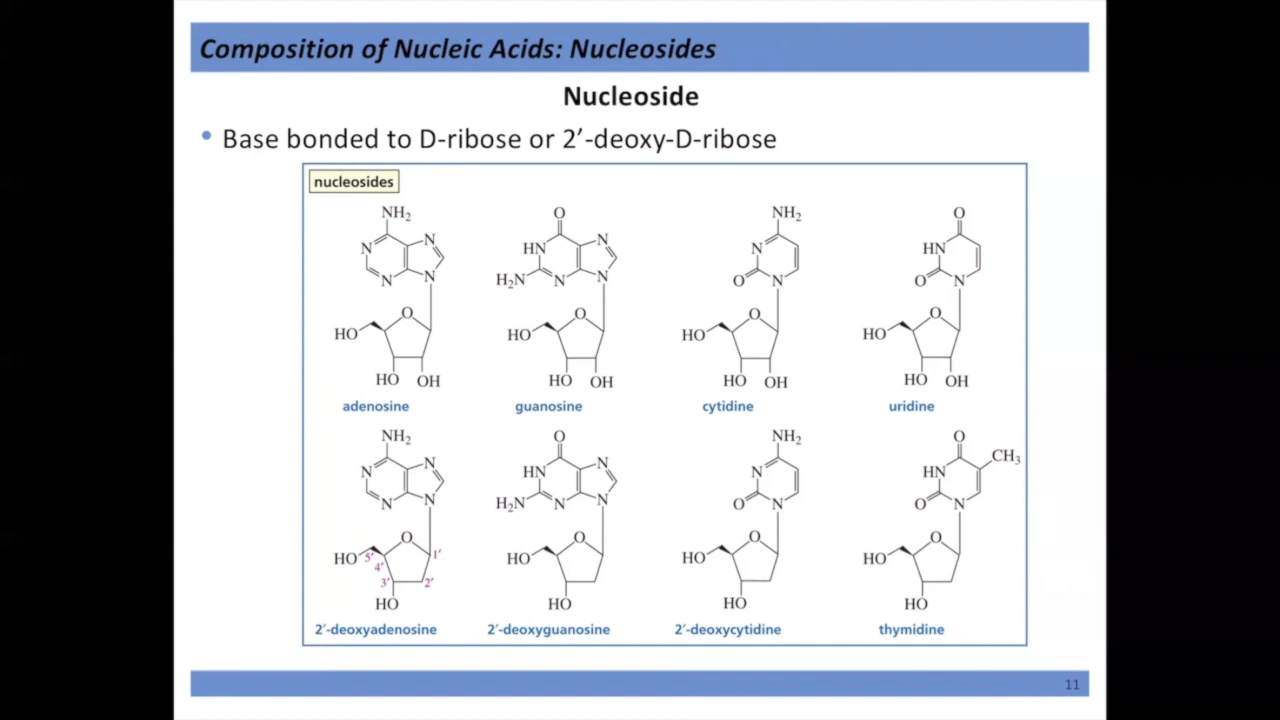 Composition of Nucleic Acids: Nucleosides
Nucleoside
• Base bonded to D-ribose or 2’-deoxy-D-ribose
nucleosides
NH₂ O NH₂ O
N N HN N N HN
N N H₂N N N O N O N
O O O O
HO HO HO HO
HO OH HO OH HO OH HO OH
adenosine guanosine cytidine uridine
NH₂ O NH₂ O
CH₃
N N HN N N HN
N N H₂N N N O N O N
O O O O
HO 5′ 4′ 3′ 2′ 1′ HO HO HO
HO HO HO HO
2′-deoxyadenosine 2′-deoxyguanosine 2′-deoxycytidine thymidine
11